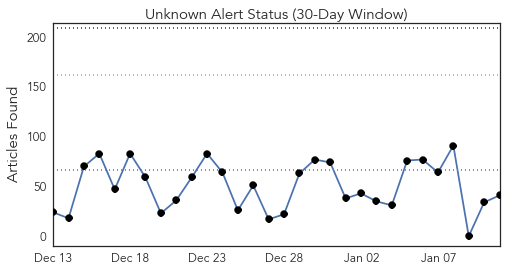 Unknown Alert Status (30-Day Window)
200
150
100
50
0
Articles Found
Dec 13 Dec 18 Dec 23 Dec 28 Jan 02 Jan 07